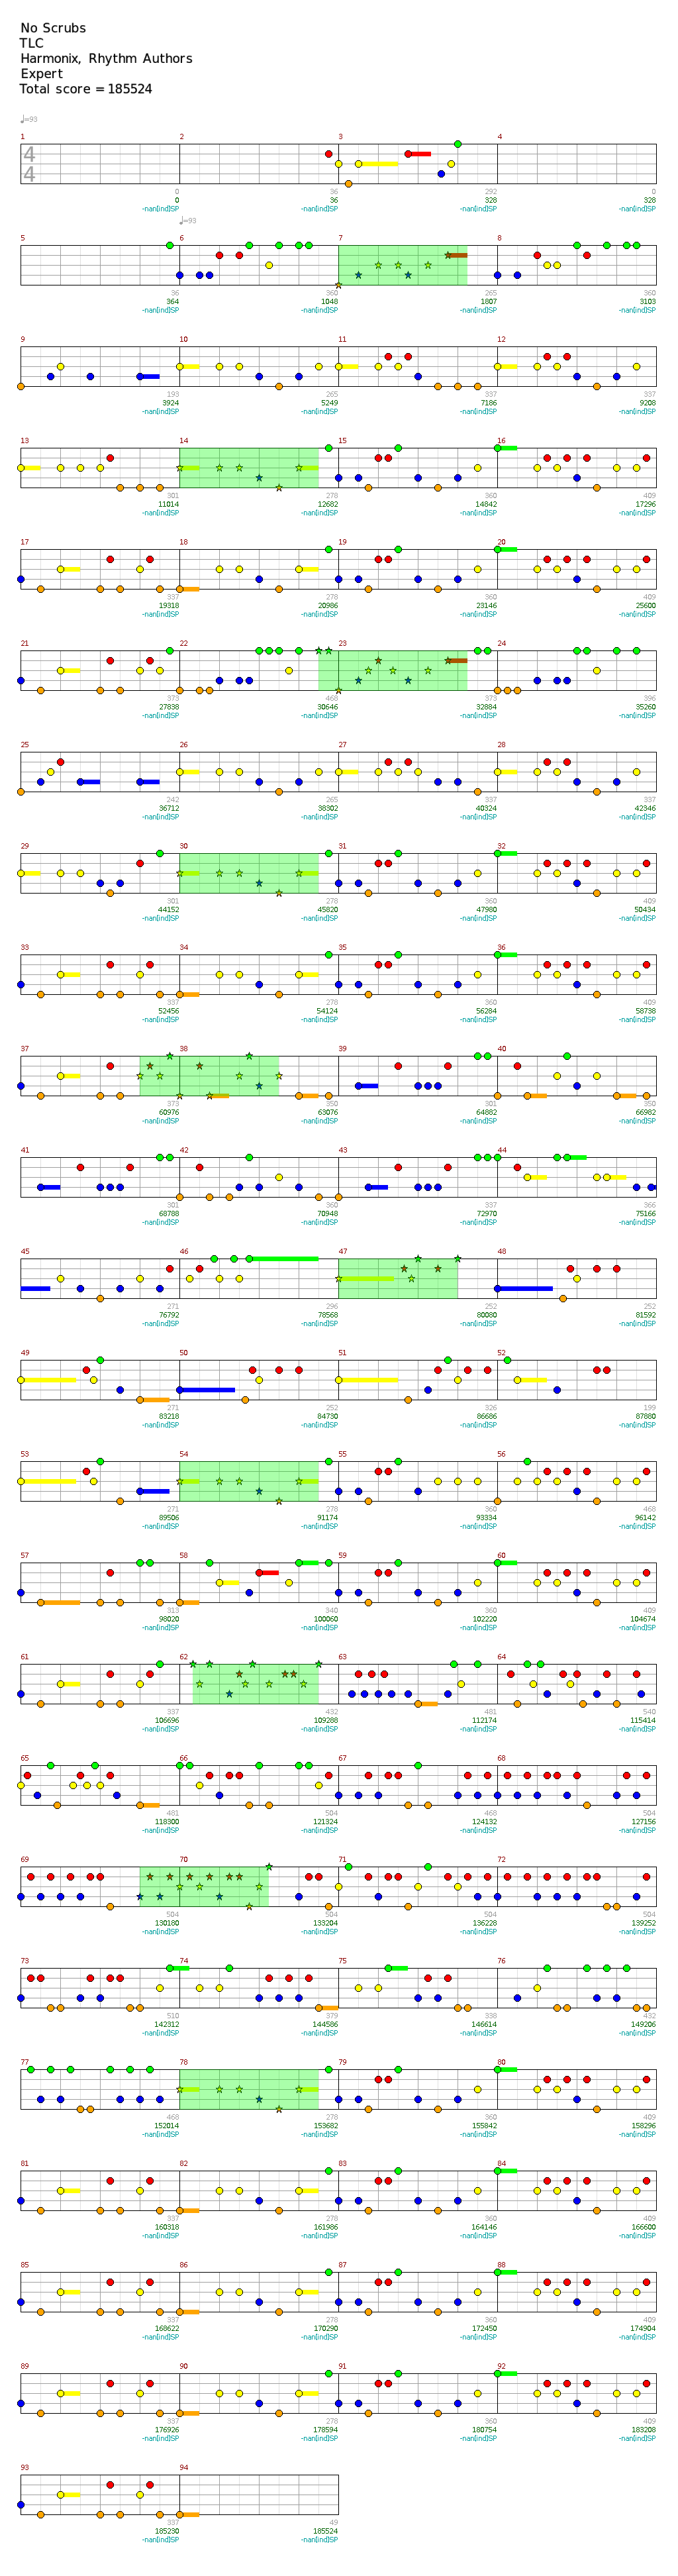 No Scrubs
TLC
Harmonix, Rhythm Authors
Expert
Total score = 185524
♩=93
1 2 3 4
4
4
0 36 292 0
0 36 328 328
-nan(ind)SP -nan(ind)SP -nan(ind)SP -nan(ind)SP
♩=93
5 6 7 8
36 360 265 360
364 1048 1807 3103
-nan(ind)SP -nan(ind)SP -nan(ind)SP -nan(ind)SP
9 10 11 12
193 265 337 337
3924 5249 7186 9208
-nan(ind)SP -nan(ind)SP -nan(ind)SP -nan(ind)SP
13 14 15 16
301 278 360 409
11014 12682 14842 17296
-nan(ind)SP -nan(ind)SP -nan(ind)SP -nan(ind)SP
17 18 19 20
337 278 360 409
19318 20986 23146 25600
-nan(ind)SP -nan(ind)SP -nan(ind)SP -nan(ind)SP
21 22 23 24
373 468 373 396
27838 30646 32884 35260
-nan(ind)SP -nan(ind)SP -nan(ind)SP -nan(ind)SP
25 26 27 28
242 265 337 337
36712 38302 40324 42346
-nan(ind)SP -nan(ind)SP -nan(ind)SP -nan(ind)SP
29 30 31 32
301 278 360 409
44152 45820 47980 50434
-nan(ind)SP -nan(ind)SP -nan(ind)SP -nan(ind)SP
33 34 35 36
337 278 360 409
52456 54124 56284 58738
-nan(ind)SP -nan(ind)SP -nan(ind)SP -nan(ind)SP
37 38 39 40
373 350 301 350
60976 63076 64882 66982
-nan(ind)SP -nan(ind)SP -nan(ind)SP -nan(ind)SP
41 42 43 44
301 360 337 366
68788 70948 72970 75166
-nan(ind)SP -nan(ind)SP -nan(ind)SP -nan(ind)SP
45 46 47 48
271 296 252 252
76792 78568 80080 81592
-nan(ind)SP -nan(ind)SP -nan(ind)SP -nan(ind)SP
49 50 51 52
271 252 326 199
83218 84730 86686 87880
-nan(ind)SP -nan(ind)SP -nan(ind)SP -nan(ind)SP
53 54 55 56
271 278 360 468
89506 91174 93334 96142
-nan(ind)SP -nan(ind)SP -nan(ind)SP -nan(ind)SP
57 58 59 60
313 340 360 409
98020 100060 102220 104674
-nan(ind)SP -nan(ind)SP -nan(ind)SP -nan(ind)SP
61 62 63 64
337 432 481 540
106696 109288 112174 115414
-nan(ind)SP -nan(ind)SP -nan(ind)SP -nan(ind)SP
65 66 67 68
481 504 468 504
118300 121324 124132 127156
-nan(ind)SP -nan(ind)SP -nan(ind)SP -nan(ind)SP
69 70 71 72
504 504 504 504
130180 133204 136228 139252
-nan(ind)SP -nan(ind)SP -nan(ind)SP -nan(ind)SP
73 74 75 76
510 379 338 432
142312 144586 146614 149206
-nan(ind)SP -nan(ind)SP -nan(ind)SP -nan(ind)SP
77 78 79 80
468 278 360 409
152014 153682 155842 158296
-nan(ind)SP -nan(ind)SP -nan(ind)SP -nan(ind)SP
81 82 83 84
337 278 360 409
160318 161986 164146 166600
-nan(ind)SP -nan(ind)SP -nan(ind)SP -nan(ind)SP
85 86 87 88
337 278 360 409
168622 170290 172450 174904
-nan(ind)SP -nan(ind)SP -nan(ind)SP -nan(ind)SP
89 90 91 92
337 278 360 409
176926 178594 180754 183208
-nan(ind)SP -nan(ind)SP -nan(ind)SP -nan(ind)SP
93 94
337 49
185230 185524
-nan(ind)SP -nan(ind)SP